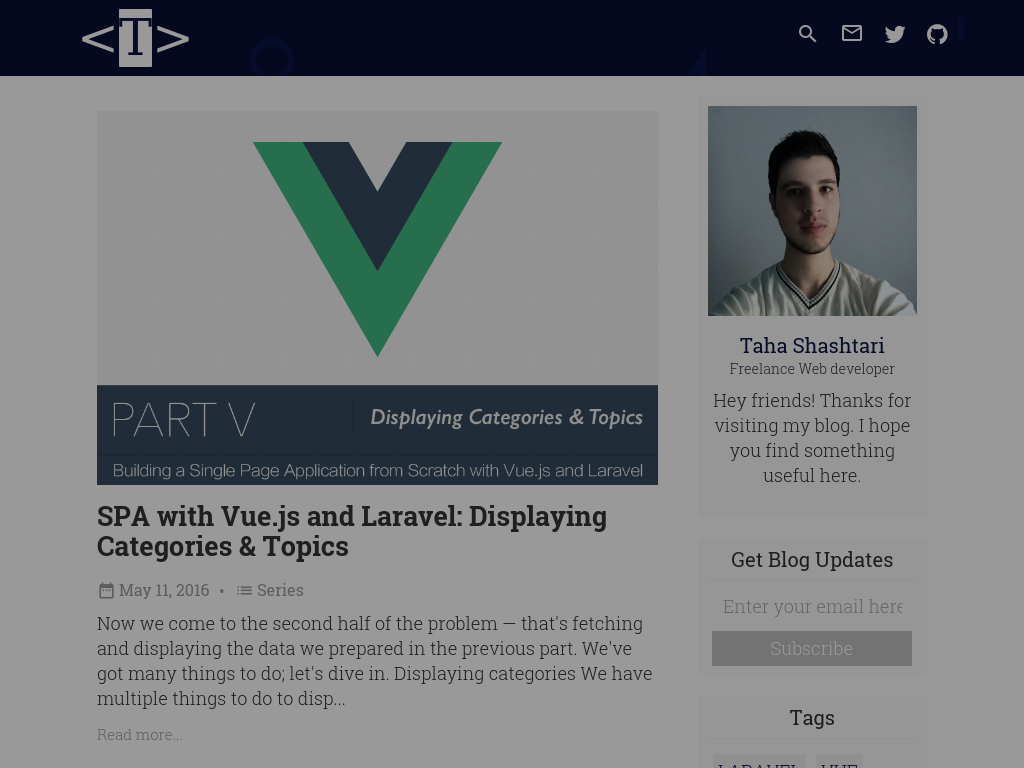 <T>
PART V
Displaying Categories & Topics
Building a Single Page Application from Scratch with Vue.js and Laravel
SPA with Vue.js and Laravel: Displaying
Categories & Topics
May 11, 2016 • Series
Now we come to the second half of the problem — that's fetching
and displaying the data we prepared in the previous part. We've
got many things to do; let's dive in. Displaying categories We have
multiple things to do to disp...
Read more...
Taha Shashtari
Freelance Web developer
Hey friends! Thanks for
visiting my blog. I hope
you find something
useful here.
Get Blog Updates
Enter your email here
Subscribe
Tags
LARAVEL VUE